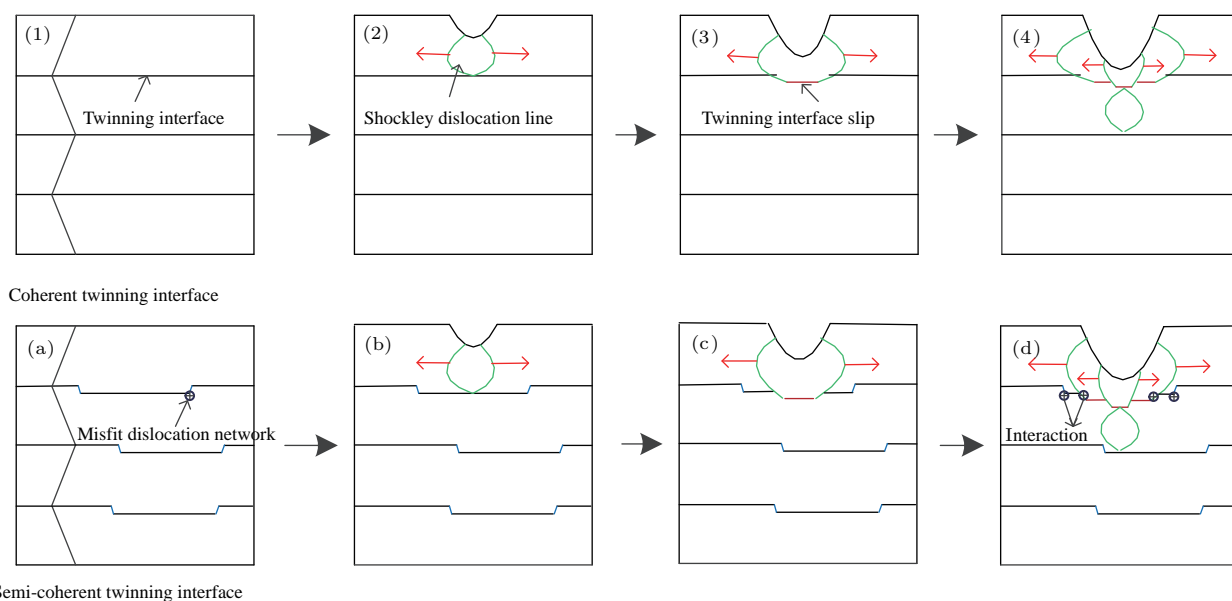 (1)
(2)
(3)
(4)
Twinning interface
Shockley dislocation line
Twinning interface slip
Coherent twinning interface
(a)
(b)
(c)
(d)
Misfit dislocation network
Interaction
Semi-coherent twinning interface